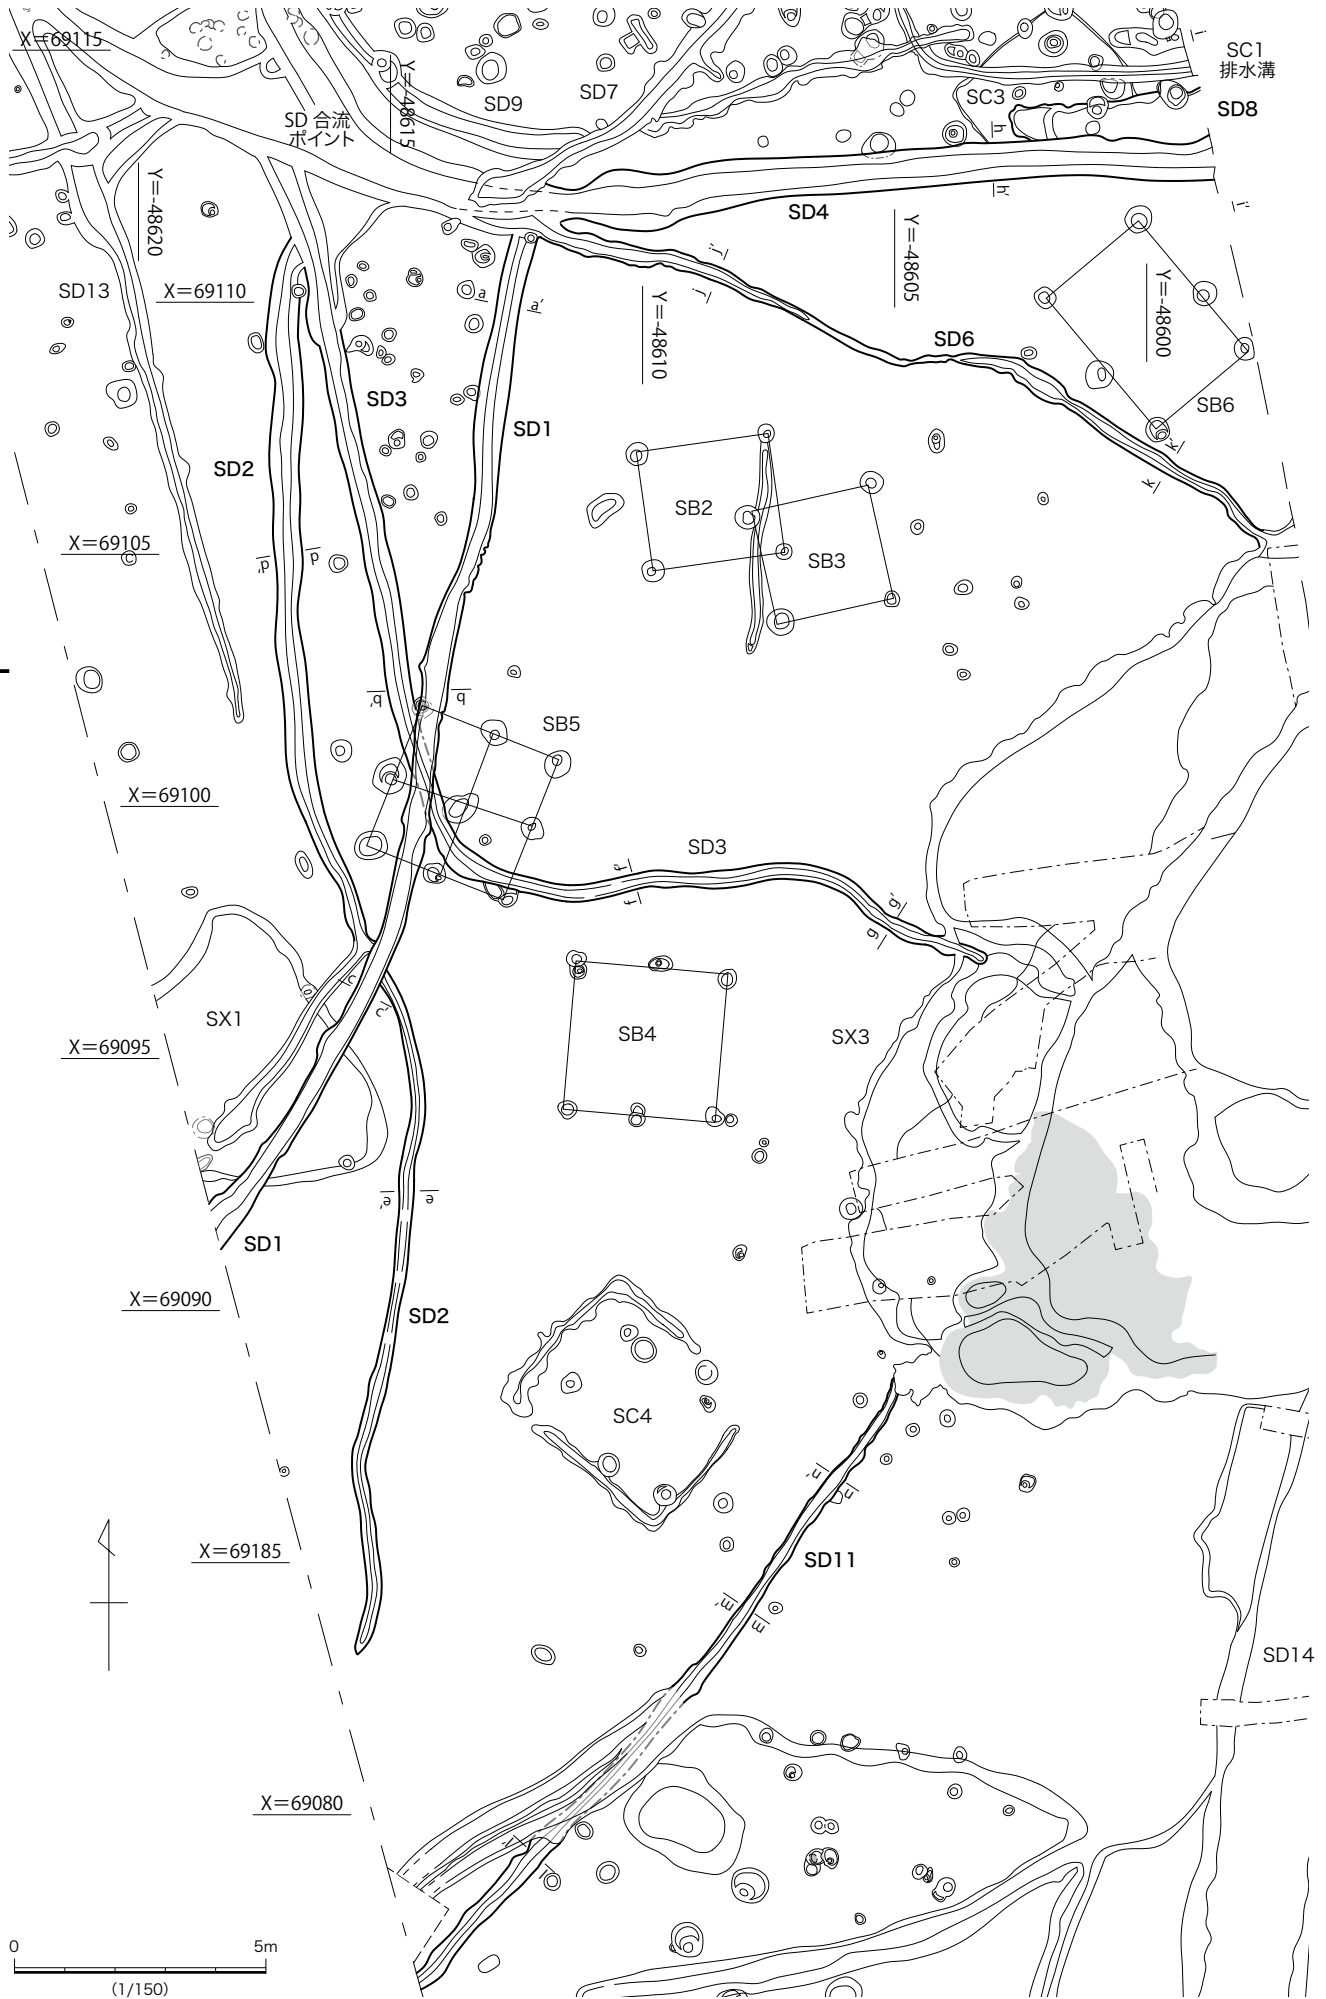 X=69115
Y=-48615
SD9
SD7
SC1
排水溝
SD 合流
ポイント
SC3
SD8
i
i'
h
h'
Y=-48620
SD13
X=69110
SD4
Y=-48605
j'
j
Y=-48610
a
a'
Y=-48600
SD6
SD3
SD1
SB6
k'
k
SD2
SB2
X=69105
d'
d
SB3
b'
b
SB5
X=69100
SD3
f'
f
g'
g
c
c'
SX1
SB4
SX3
X=69095
e'
e
SD1
X=69090
SD2
SC4
n'
n
X=69185
SD11
m'
m
SD14
X=69080
l'
l
0
5m
(1/150)